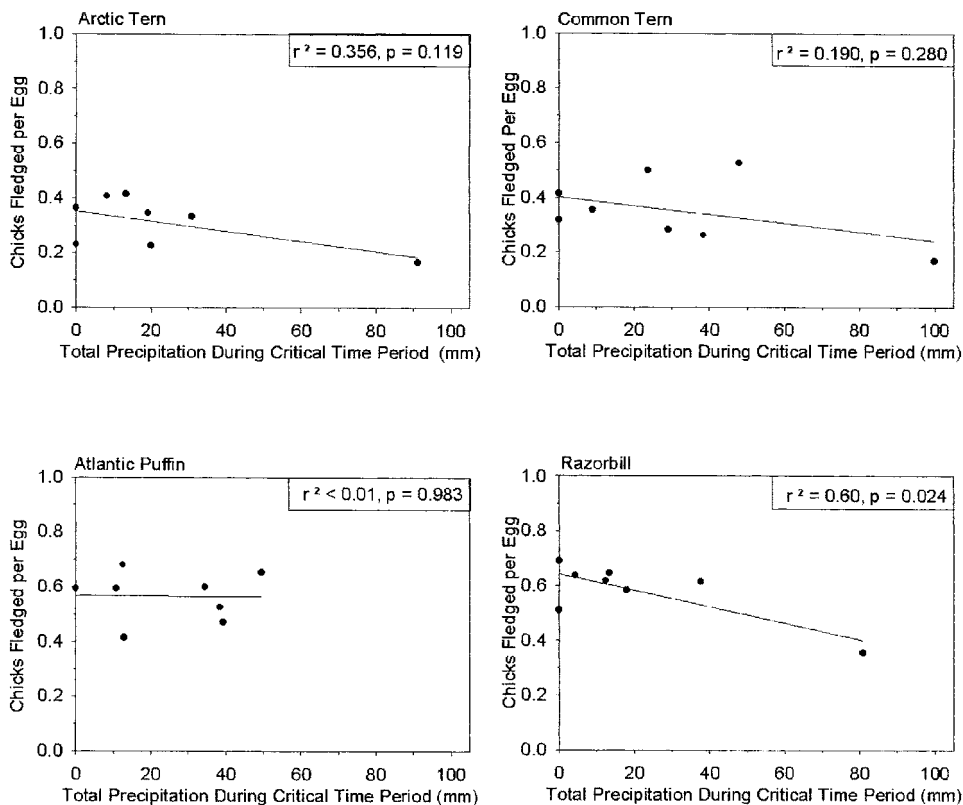 Arctic Tern
r² = 0.356, p = 0.119
1.0
0.8
0.6
0.4
0.2
0.0
Chicks Fledged per Egg
0 20 40 60 80 100
Total Precipitation During Critical Time Period (mm)
Common Tern
r² = 0.190, p = 0.280
1.0
0.8
0.6
0.4
0.2
0.0
Chicks Fledged Per Egg
0 20 40 60 80 100
Total Precipitation During Critical Time Period (mm)
Atlantic Puffin
r² < 0.01, p = 0.983
1.0
0.8
0.6
0.4
0.2
0.0
Chicks Fledged per Egg
0 20 40 60 80 100
Total Precipitation During Critical Time Period (mm)
Razorbill
r² = 0.60, p = 0.024
1.0
0.8
0.6
0.4
0.2
0.0
Chicks Fledged per Egg
0 20 40 60 80 100
Total Precipitation During Critical Time Period (mm)